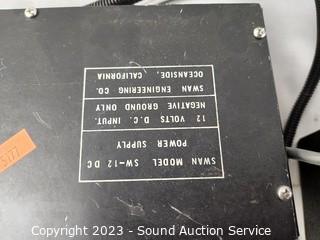 SWAN MODEL SW-12 DC
POWER SUPPLY
12 VOLTS D.C. INPUT.
NEGATIVE GROUND ONLY
SWAN ENGINEERING CO.
OCEANSIDE, CALIFORNIA
5177
Copyright 2023 - Sound Auction Service